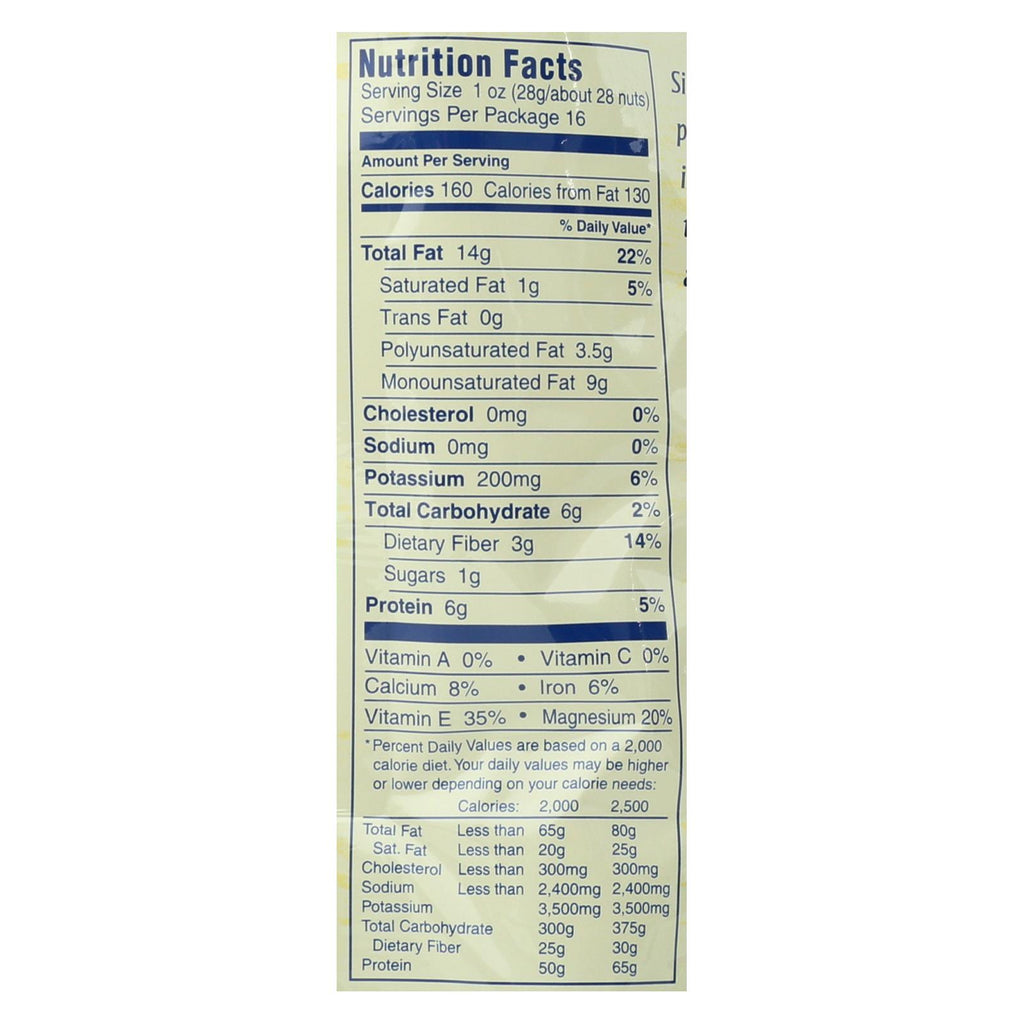 Nutrition Facts
Serving Size 1 oz (28g/about 28 nuts)
Servings Per Package 16
Amount Per Serving
Calories 160 Calories from Fat 130
% Daily Value*
Total Fat 14g 22%
Saturated Fat 1g 5%
Trans Fat 0g
Polyunsaturated Fat 3.5g
Monounsaturated Fat 9g
Cholesterol 0mg 0%
Sodium 0mg 0%
Potassium 200mg 6%
Total Carbohydrate 6g 2%
Dietary Fiber 3g 14%
Sugars 1g
Protein 6g 5%
Vitamin A 0% • Vitamin C 0%
Calcium 8% • Iron 6%
Vitamin E 35% • Magnesium 20%
*Percent Daily Values are based on a 2,000
calorie diet. Your daily values may be higher
or lower depending on your calorie needs:
Calories: 2,000 2,500
Total Fat Less than 65g 80g
Sat. Fat Less than 20g 25g
Cholesterol Less than 300mg 300mg
Sodium Less than 2,400mg 2,400mg
Potassium 3,500mg 3,500mg
Total Carbohydrate 300g 375g
Dietary Fiber 25g 30g
Protein 50g 65g